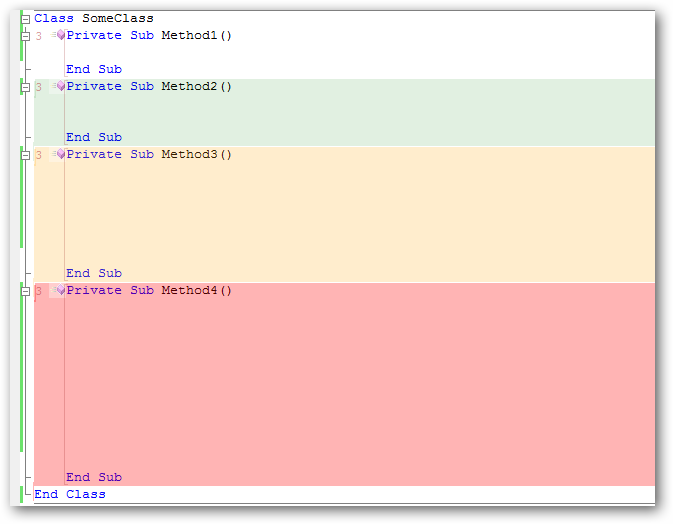 Class SomeClass
3 Private Sub Method1()
End Sub
3 Private Sub Method2()
End Sub
3 Private Sub Method3()
End Sub
3 Private Sub Method4()
End Sub
End Class